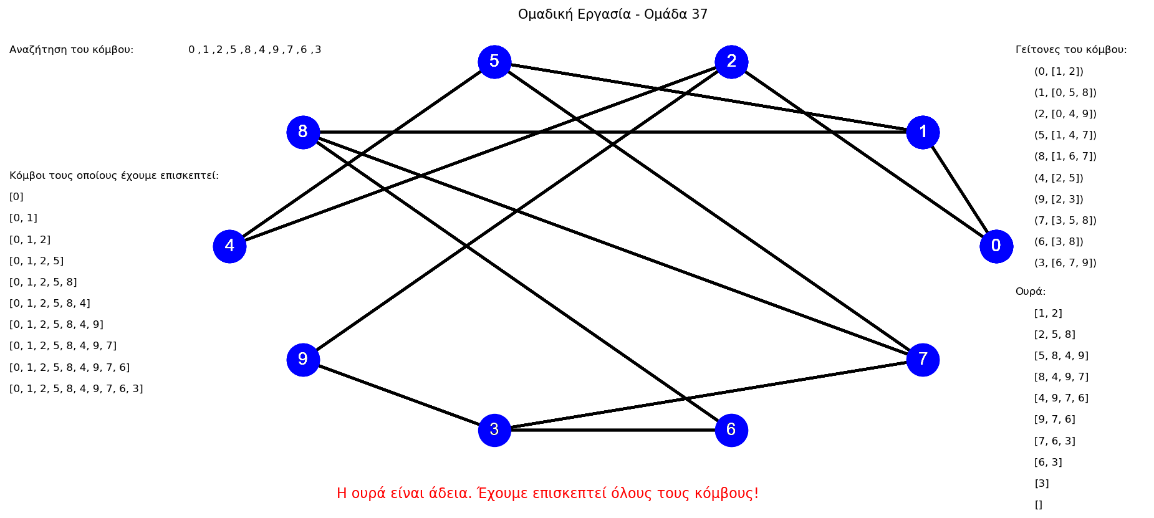 Ομαδική Εργασία - Ομάδα 37
Αναζήτηση του κόμβου: 0 ,1 ,2 ,5 ,8 ,4 ,9 ,7 ,6 ,3
Κόμβοι τους οποίους έχουμε επισκεπτεί:
[0]
[0, 1]
[0, 1, 2]
[0, 1, 2, 5]
[0, 1, 2, 5, 8]
[0, 1, 2, 5, 8, 4]
[0, 1, 2, 5, 8, 4, 9]
[0, 1, 2, 5, 8, 4, 9, 7]
[0, 1, 2, 5, 8, 4, 9, 7, 6]
[0, 1, 2, 5, 8, 4, 9, 7, 6, 3]
5
2
8
1
4
0
9
7
3
6
Γείτονες του κόμβου:
(0, [1, 2])
(1, [0, 5, 8])
(2, [0, 4, 9])
(5, [1, 4, 7])
(8, [1, 6, 7])
(4, [2, 5])
(9, [2, 3])
(7, [3, 5, 8])
(6, [3, 8])
(3, [6, 7, 9])
Ουρά:
[1, 2]
[2, 5, 8]
[5, 8, 4, 9]
[8, 4, 9, 7]
[4, 9, 7, 6]
[9, 7, 6]
[7, 6, 3]
[6, 3]
[3]
[]
Η ουρά είναι άδεια. Έχουμε επισκεπτεί όλους τους κόμβους!